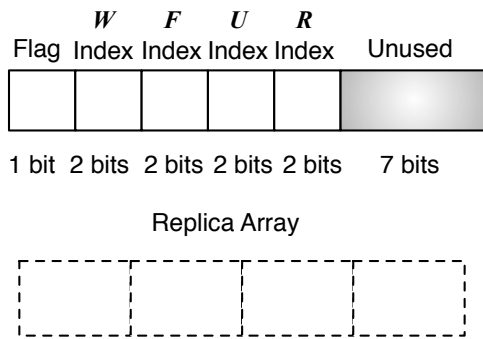 W F U R
Flag Index Index Index Index Unused
1 bit 2 bits 2 bits 2 bits 2 bits 7 bits
Replica Array